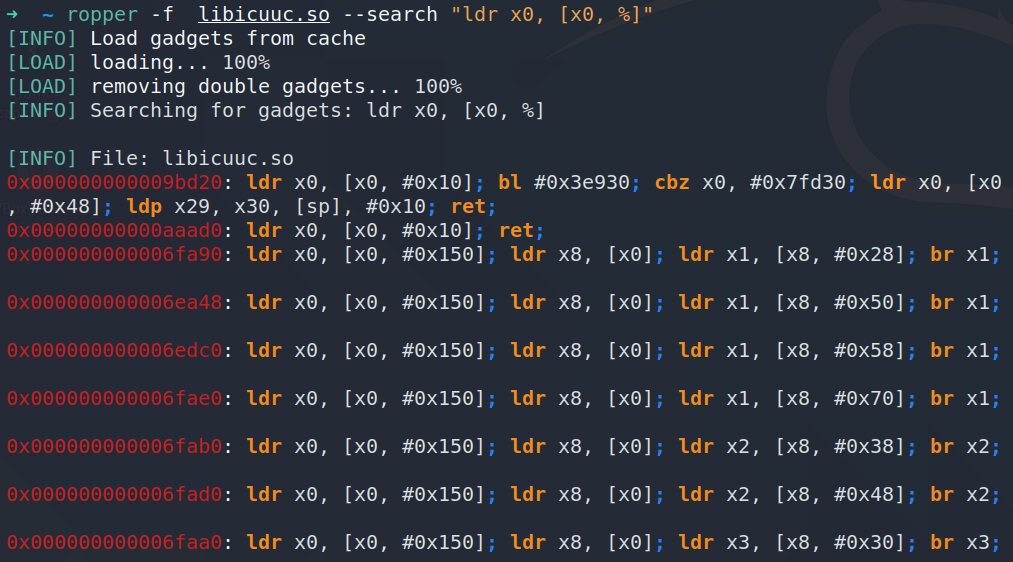 →  ~ ropper -f  libicuuc.so --search "ldr x0, [x0, %]"
[INFO] Load gadgets from cache
[LOAD] loading... 100%
[LOAD] removing double gadgets... 100%
[INFO] Searching for gadgets: ldr x0, [x0, %]
[INFO] File: libicuuc.so
0x000000000009bd20: ldr x0, [x0, #0x10]; bl #0x3e930; cbz x0, #0x7fd30; ldr x0, [x0
, #0x48]; ldp x29, x30, [sp], #0x10; ret;
0x00000000000aaad0: ldr x0, [x0, #0x10]; ret;
0x000000000006fa90: ldr x0, [x0, #0x150]; ldr x8, [x0]; ldr x1, [x8, #0x28]; br x1;
0x000000000006ea48: ldr x0, [x0, #0x150]; ldr x8, [x0]; ldr x1, [x8, #0x50]; br x1;
0x000000000006edc0: ldr x0, [x0, #0x150]; ldr x8, [x0]; ldr x1, [x8, #0x58]; br x1;
0x000000000006fae0: ldr x0, [x0, #0x150]; ldr x8, [x0]; ldr x1, [x8, #0x70]; br x1;
0x000000000006fab0: ldr x0, [x0, #0x150]; ldr x8, [x0]; ldr x2, [x8, #0x38]; br x2;
0x000000000006fad0: ldr x0, [x0, #0x150]; ldr x8, [x0]; ldr x2, [x8, #0x48]; br x2;
0x000000000006faa0: ldr x0, [x0, #0x150]; ldr x8, [x0]; ldr x3, [x8, #0x30]; br x3;